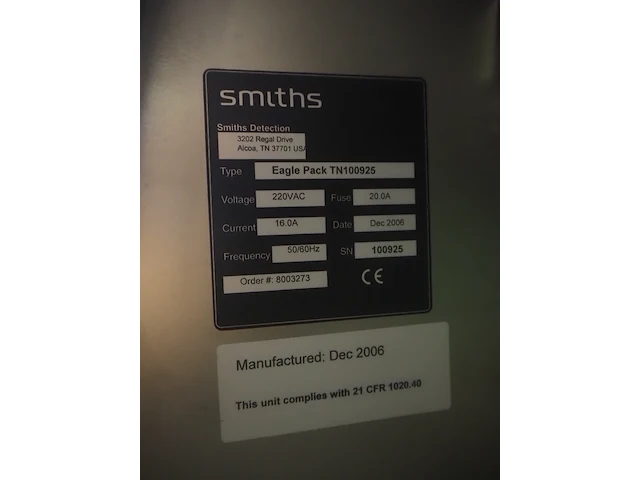 smiths
Smiths Detection
3202 Regal Drive
Alcoa, TN 37701 USA
Type Eagle Pack TN100925
Voltage 220VAC Fuse 20.0A
Current 16.0A Date Dec 2006
Frequency 50/60Hz SN 100925
Order #: 8003273 CE
Manufactured: Dec 2006
This unit complies with 21 CFR 1020.40